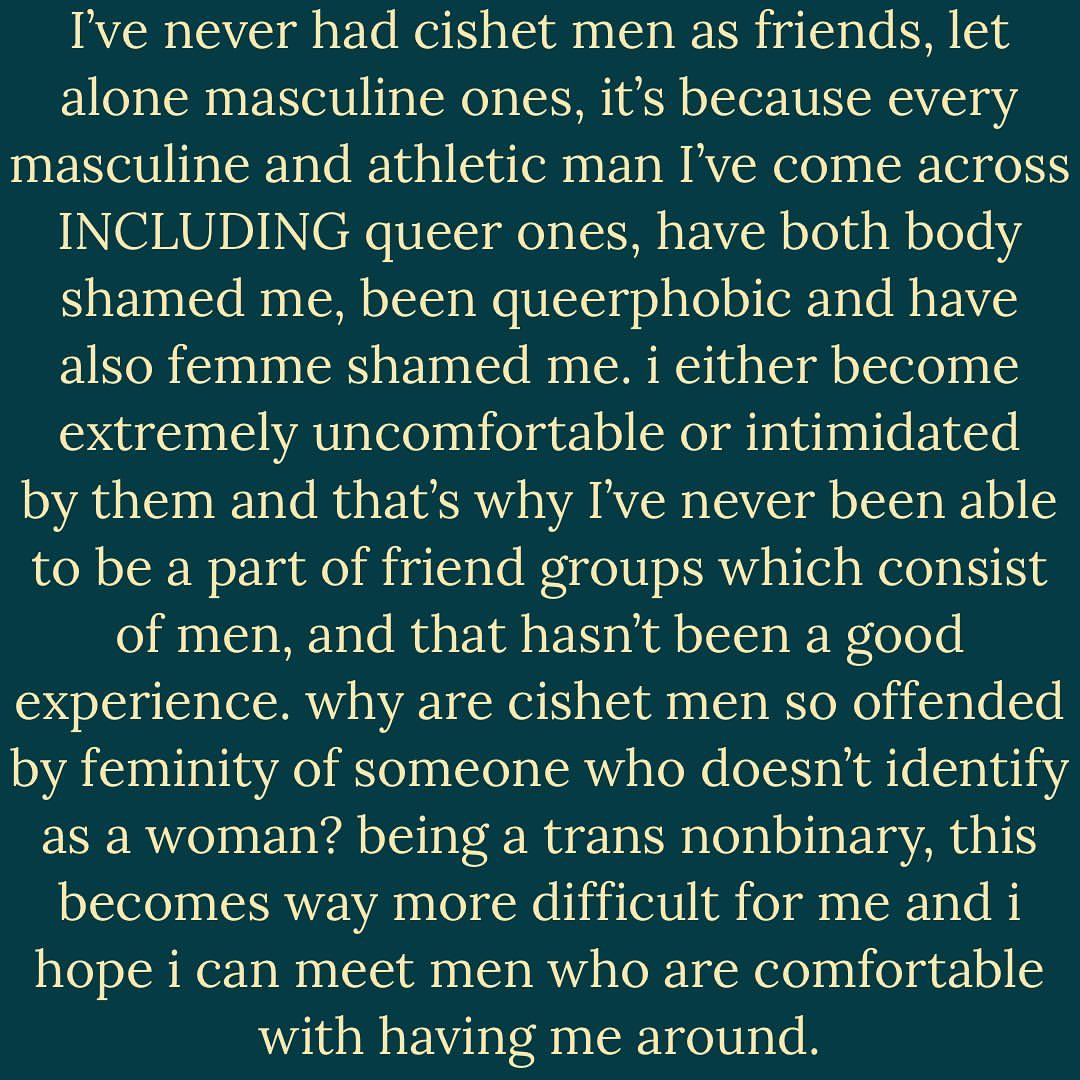 I’ve never had cishet men as friends, let
alone masculine ones, it’s because every
masculine and athletic man I’ve come across
INCLUDING queer ones, have both body
shamed me, been queerphobic and have
also femme shamed me. i either become
extremely uncomfortable or intimidated
by them and that’s why I’ve never been able
to be a part of friend groups which consist
of men, and that hasn’t been a good
experience. why are cishet men so offended
by feminity of someone who doesn’t identify
as a woman? being a trans nonbinary, this
becomes way more difficult for me and i
hope i can meet men who are comfortable
with having me around.